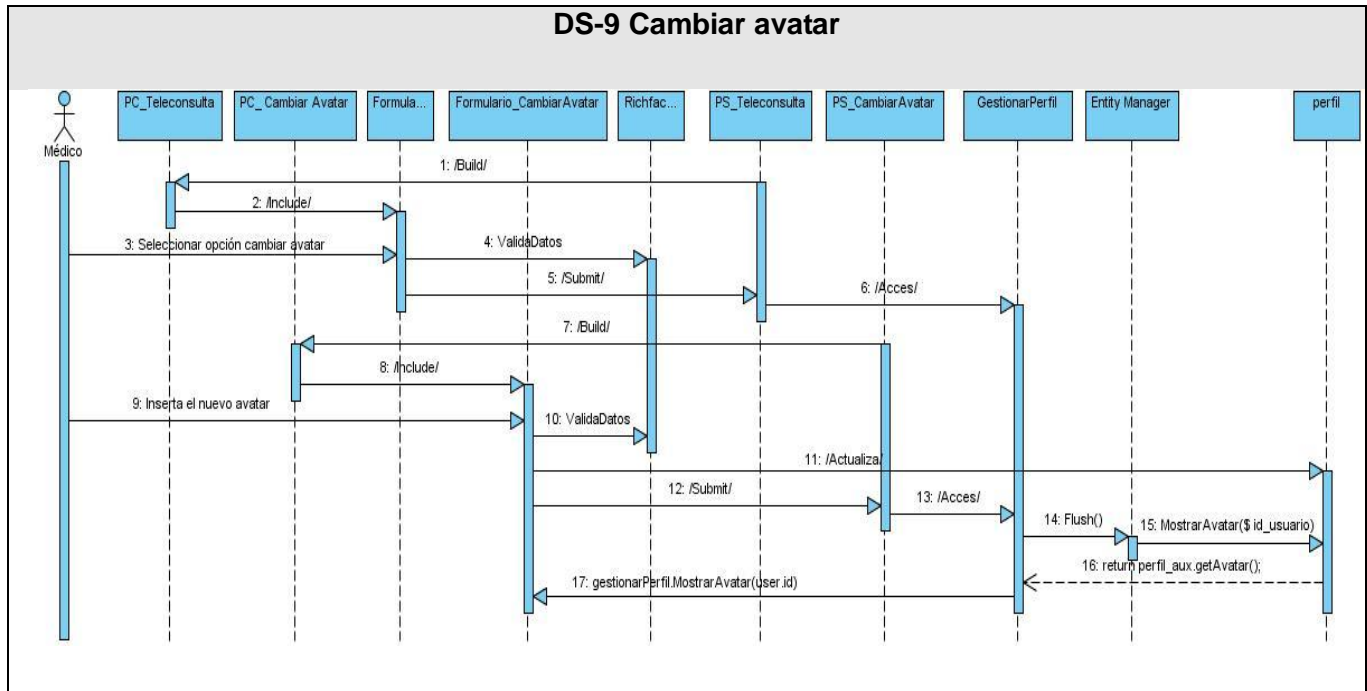 DS-9 Cambiar avatar
PC_Teleconsulta
PC_ Cambiar Avatar
Formula...
Formulario_CambiarAvatar
Richfac...
PS_Teleconsulta
PS_CambiarAvatar
GestionarPerfil
Entity Manager
perfil
Médico
1: /Build/
2: /Include/
3: Seleccionar opción cambiar avatar
4: ValidaDatos
5: /Submit/
6: /Acces/
7: /Build/
8: /Include/
9: Inserta el nuevo avatar
10: ValidaDatos
11: /Actualiza/
12: /Submit/
13: /Acces/
14: Flush()
15: MostrarAvatar($ id_usuario)
16: return perfil_aux.getAvatar();
17: gestionarPerfil.MostrarAvatar(user.id)